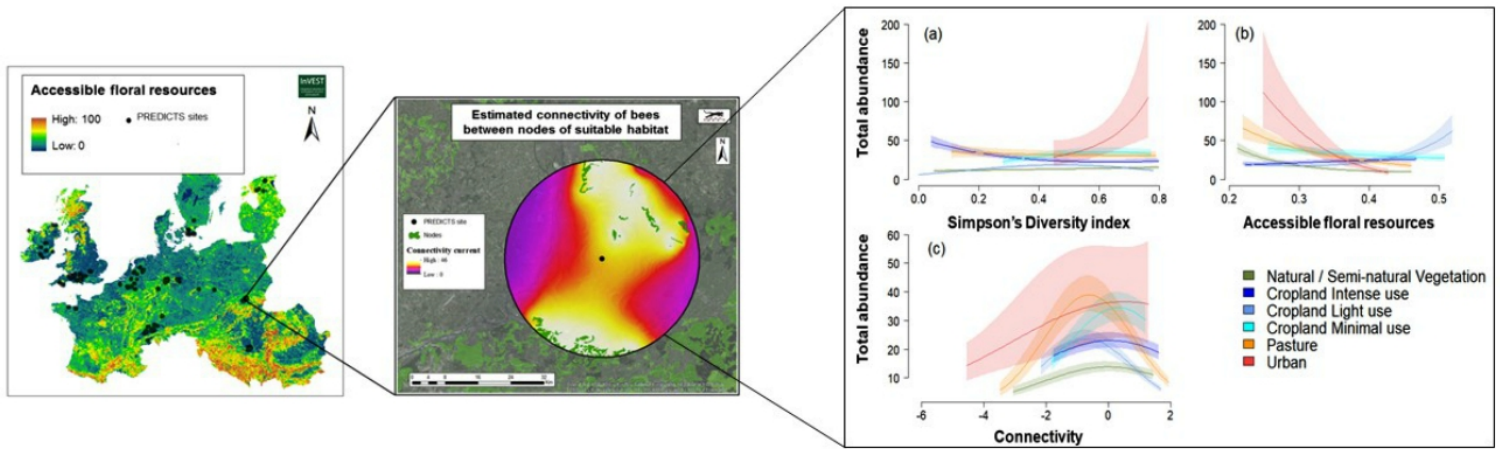 Accessible floral resources
High: 100
Low: 0
PREDICTS sites
InVEST
N
Estimated connectivity of bees
between nodes of suitable habitat
N
PREDICTS site
Nodes
Connectivity current
High : 46
Low : 0
(a)
Total abundance
200
150
100
50
0
0.0 0.2 0.4 0.6 0.8
Simpson's Diversity index
(b)
Total abundance
200
150
100
50
0
0.2 0.3 0.4 0.5
Accessible floral resources
(c)
Total abundance
60
50
40
30
20
10
-6 -4 -2 0 2
Connectivity
Natural / Semi-natural Vegetation
Cropland Intense use
Cropland Light use
Cropland Minimal use
Pasture
Urban